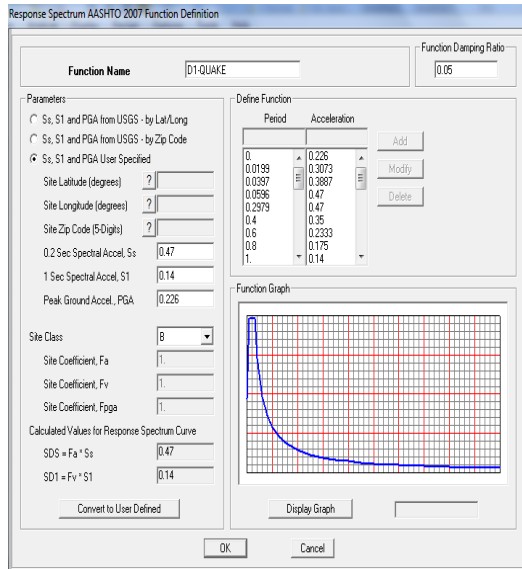 Response Spectrum AASHTO 2007 Function Definition
Function Damping Ratio
Function Name
D1-QUAKE
0.05
Parameters
Ss, S1 and PGA from USGS - by Lat/Long
Ss, S1 and PGA from USGS - by Zip Code
Ss, S1 and PGA User Specified
Site Latitude (degrees) ?
Site Longitude (degrees) ?
Site Zip Code (5-Digits) ?
0.2 Sec Spectral Accel, Ss 0.47
1 Sec Spectral Accel, S1 0.14
Peak Ground Accel., PGA 0.226
Site Class B
Site Coefficient, Fa 1.
Site Coefficient, Fv 1.
Site Coefficient, Fpga 1.
Calculated Values for Response Spectrum Curve
SDS = Fa * Ss 0.47
SD1 = Fv * S1 0.14
Convert to User Defined
Define Function
Period Acceleration
0. 0.226
0.0199 0.3073
0.0397 0.3887
0.0596 0.47
0.2979 0.47
0.4 0.35
0.6 0.2333
0.8 0.175
1. 0.14
Add
Modify
Delete
Function Graph
Display Graph
OK
Cancel